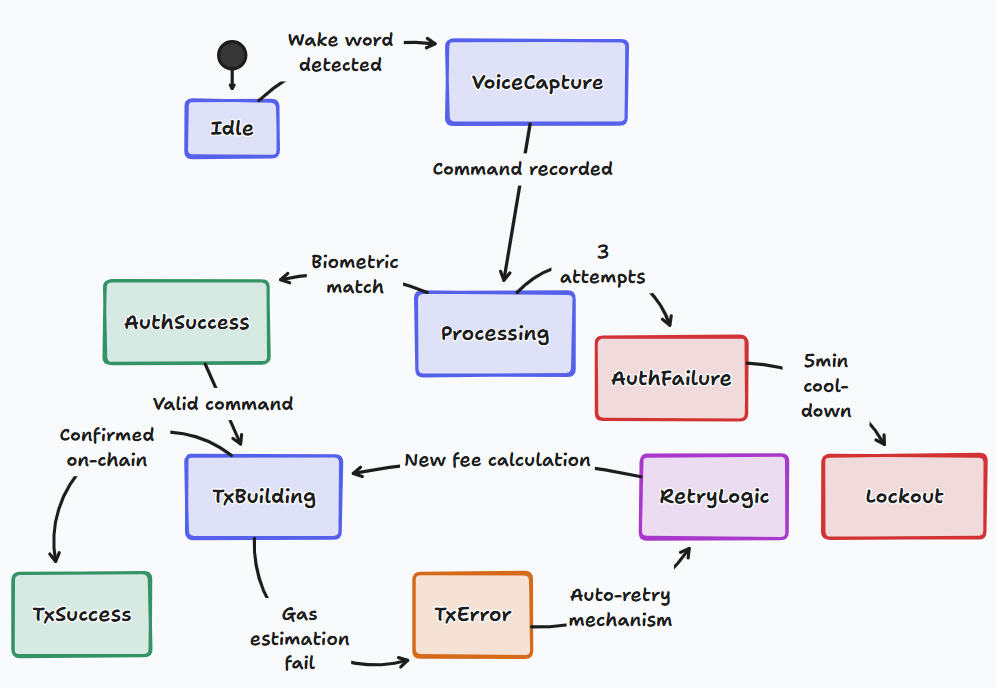 Wake word
detected
VoiceCapture
Idle
Command recorded
Biometric
match
3
attempts
AuthSuccess
Processing
AuthFailure
5min
cool-
down
Valid command
Confirmed
on-chain
New fee calculation
TxBuilding
RetryLogic
Lockout
TxSuccess
Gas
estimation
fail
TxError
Auto-retry
mechanism